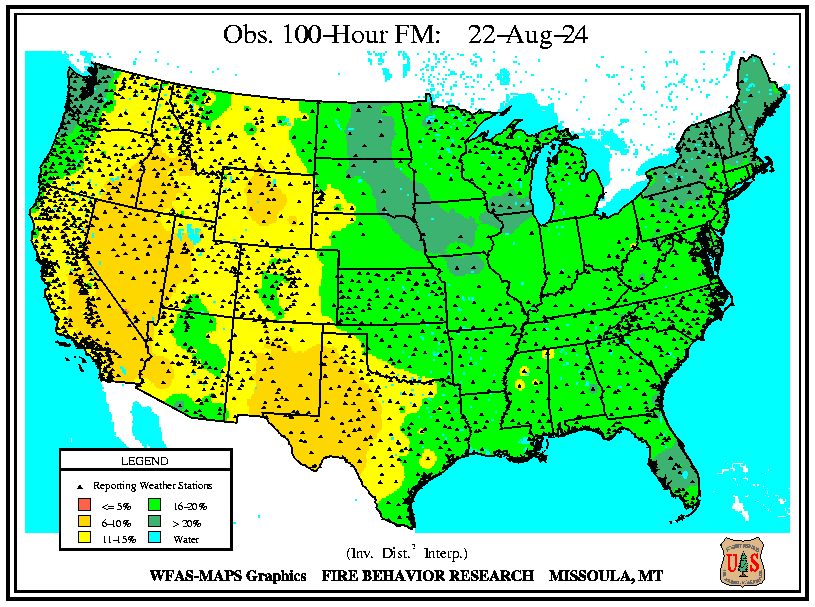 Obs. 100-Hour FM: 22-Aug-24
LEGEND
Reporting Weather Stations
<= 5%
16-20%
6-10%
> 20%
11-15%
Water
(Inv. Dist.² Interp.)
WFAS-MAPS Graphics FIRE BEHAVIOR RESEARCH MISSOULA, MT
U S